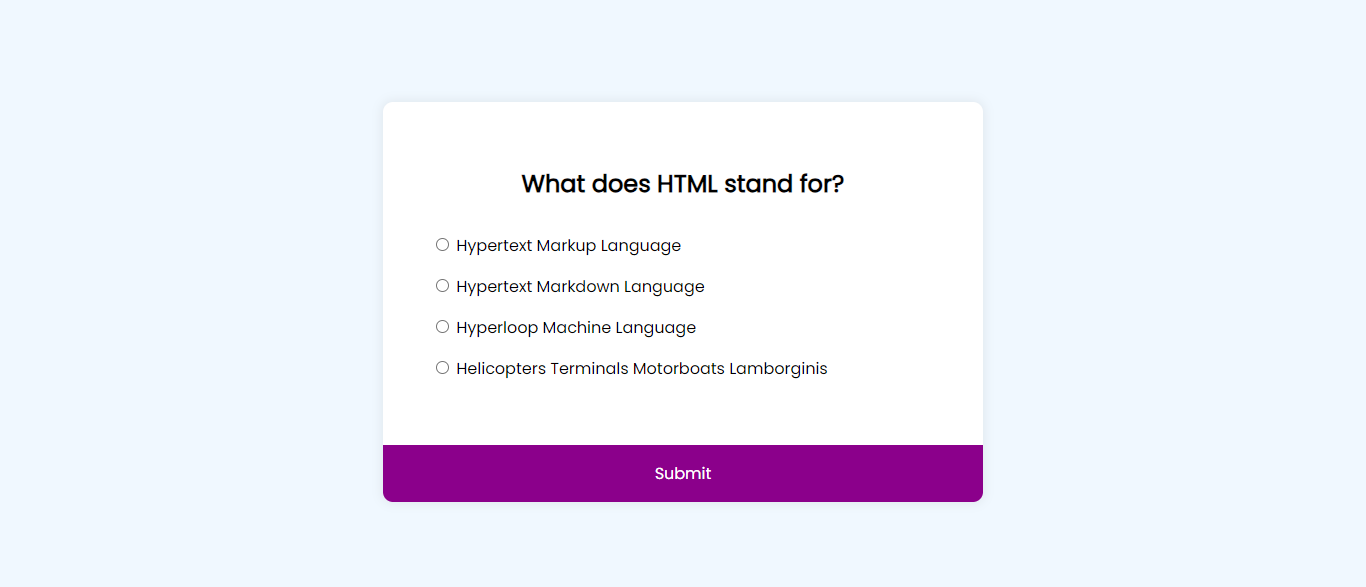 What does HTML stand for?
Hypertext Markup Language
Hypertext Markdown Language
Hyperloop Machine Language
Helicopters Terminals Motorboats Lamborginis
Submit